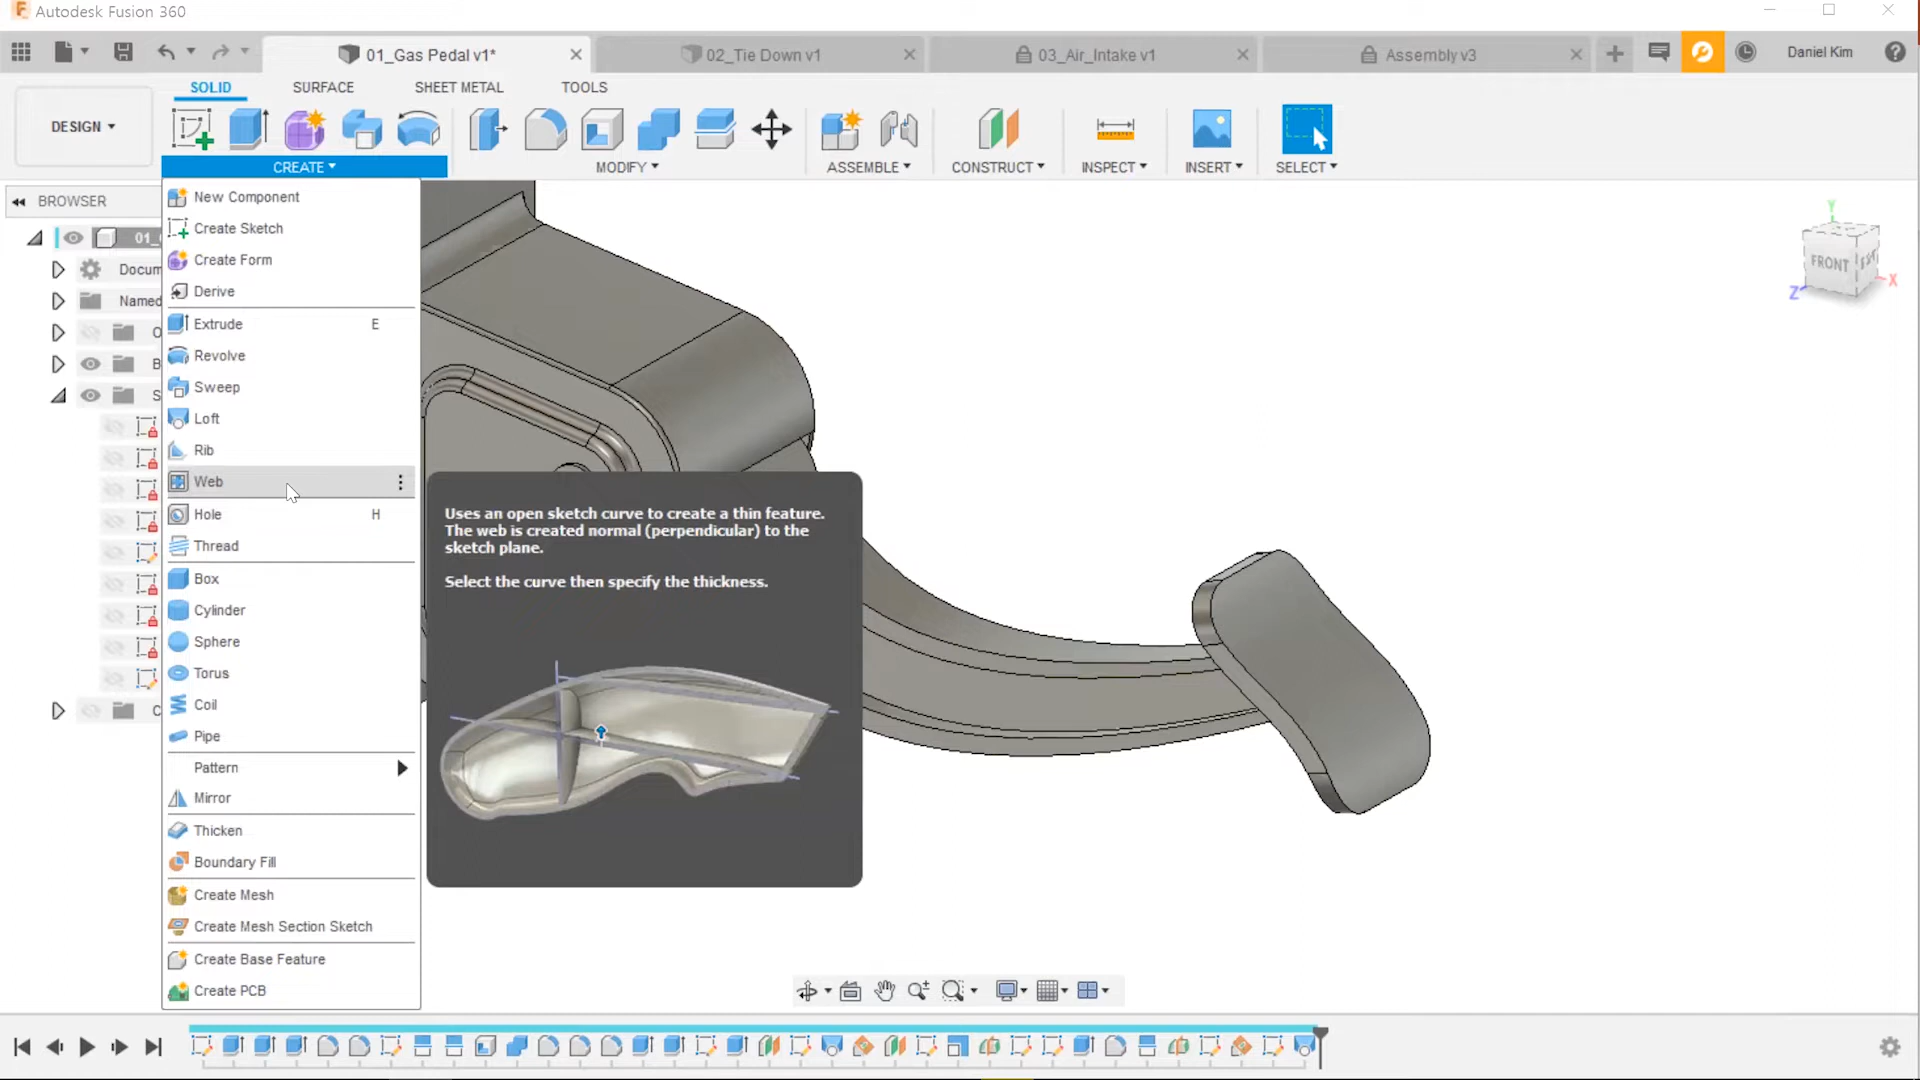 Autodesk Fusion 360
01_Gas Pedal v1*
02_Tie Down v1
03_Air_Intake v1
Assembly v3
Daniel Kim
SOLID
SURFACE
SHEET METAL
TOOLS
DESIGN
CREATE
MODIFY
ASSEMBLE
CONSTRUCT
INSPECT
INSERT
SELECT
BROWSER
01_
Docum
Named
O
B
S
C
New Component
Create Sketch
Create Form
Derive
Extrude E
Revolve
Sweep
Loft
Rib
Web
Hole H
Thread
Box
Cylinder
Sphere
Torus
Coil
Pipe
Pattern
Mirror
Thicken
Boundary Fill
Create Mesh
Create Mesh Section Sketch
Create Base Feature
Create PCB
Uses an open sketch curve to create a thin feature.
The web is created normal (perpendicular) to the
sketch plane.
Select the curve then specify the thickness.
Y
FRONT
X
Z